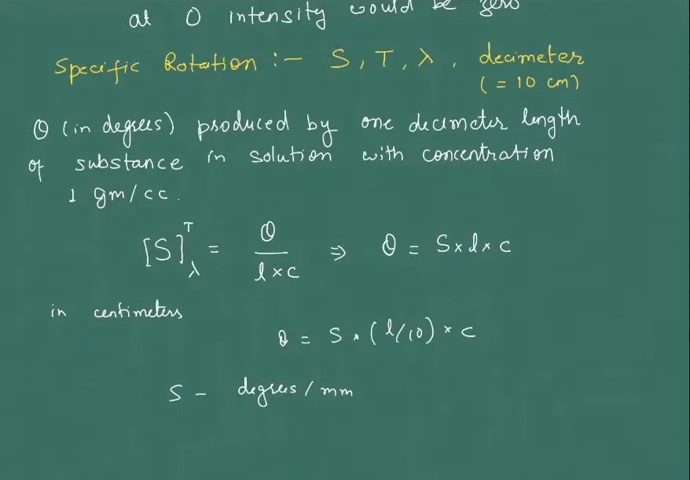 at O intensity would be zero
Specific Rotation :- S, T, λ, decimeter
(= 10 cm)
θ (in degrees) produced by one decimeter length
of substance in solution with concentration
1 gm/cc.
[S]^T_λ = θ / (l × c) ⇒ θ = S × l × c
in centimeters
θ = S × (l/10) × c
S - degrees / mm